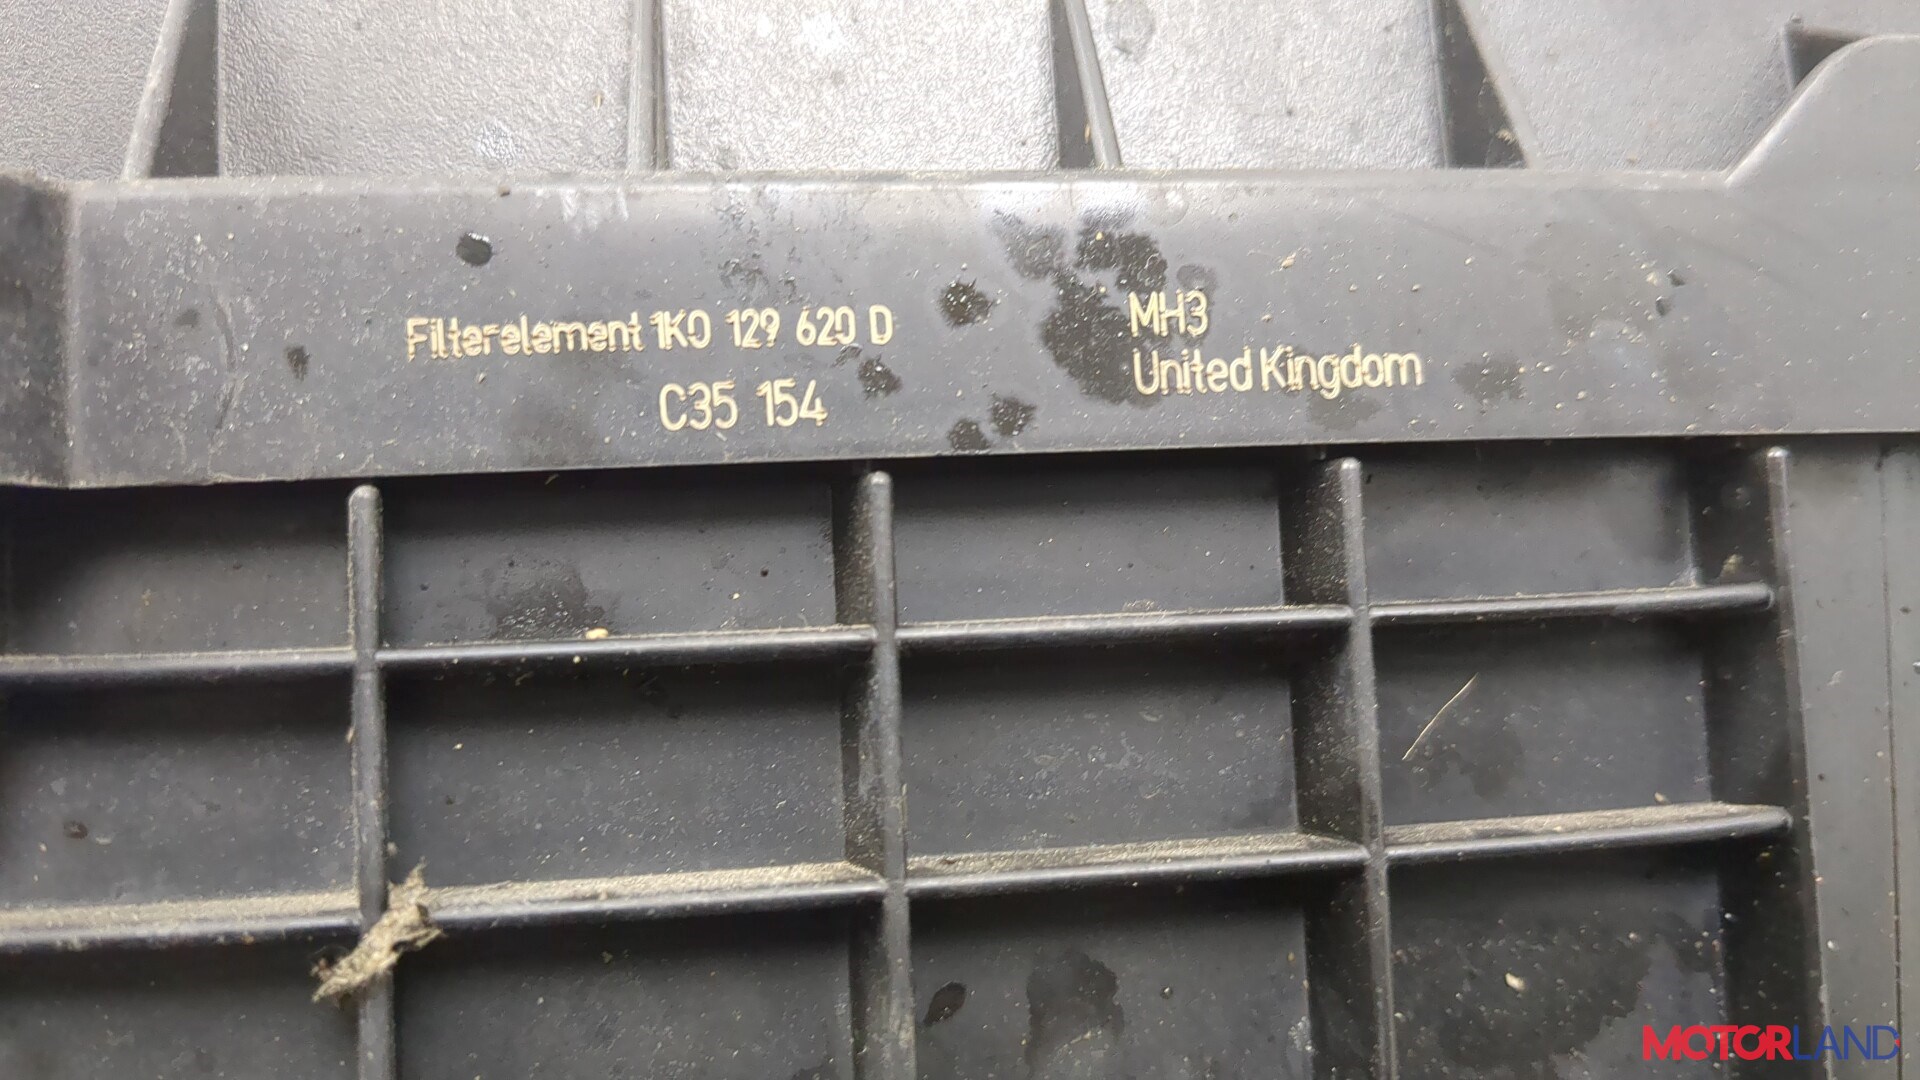 Filterelement 1K0 129 620 D
C35 154
MH3
United Kingdom
MOTORLAND